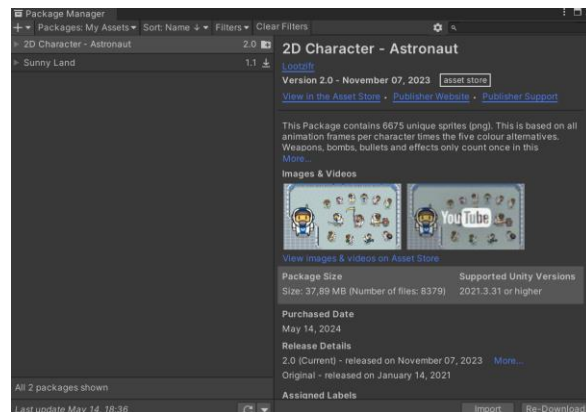 Package Manager
+ Packages: My Assets Sort: Name ↓ Filters Clear Filters
2D Character - Astronaut 2.0
Sunny Land 1.1
All 2 packages shown
Last update May 14, 18:36
2D Character - Astronaut
Lootzifr
Version 2.0 - November 07, 2023 asset store
View in the Asset Store • Publisher Website • Publisher Support
This Package contains 6675 unique sprites (png). This is based on all
animation frames per character times the five colour alternatives.
Weapons, bombs, bullets and effects only count once in this
More...
Images & Videos
YouTube
View images & videos on Asset Store
Package Size Supported Unity Versions
Size: 37,89 MB (Number of files: 8379) 2021.3.31 or higher
Purchased Date
May 14, 2024
Release Details
2.0 (Current) - released on November 07, 2023 More...
Original - released on January 14, 2021
Assigned Labels
Import Re-Download